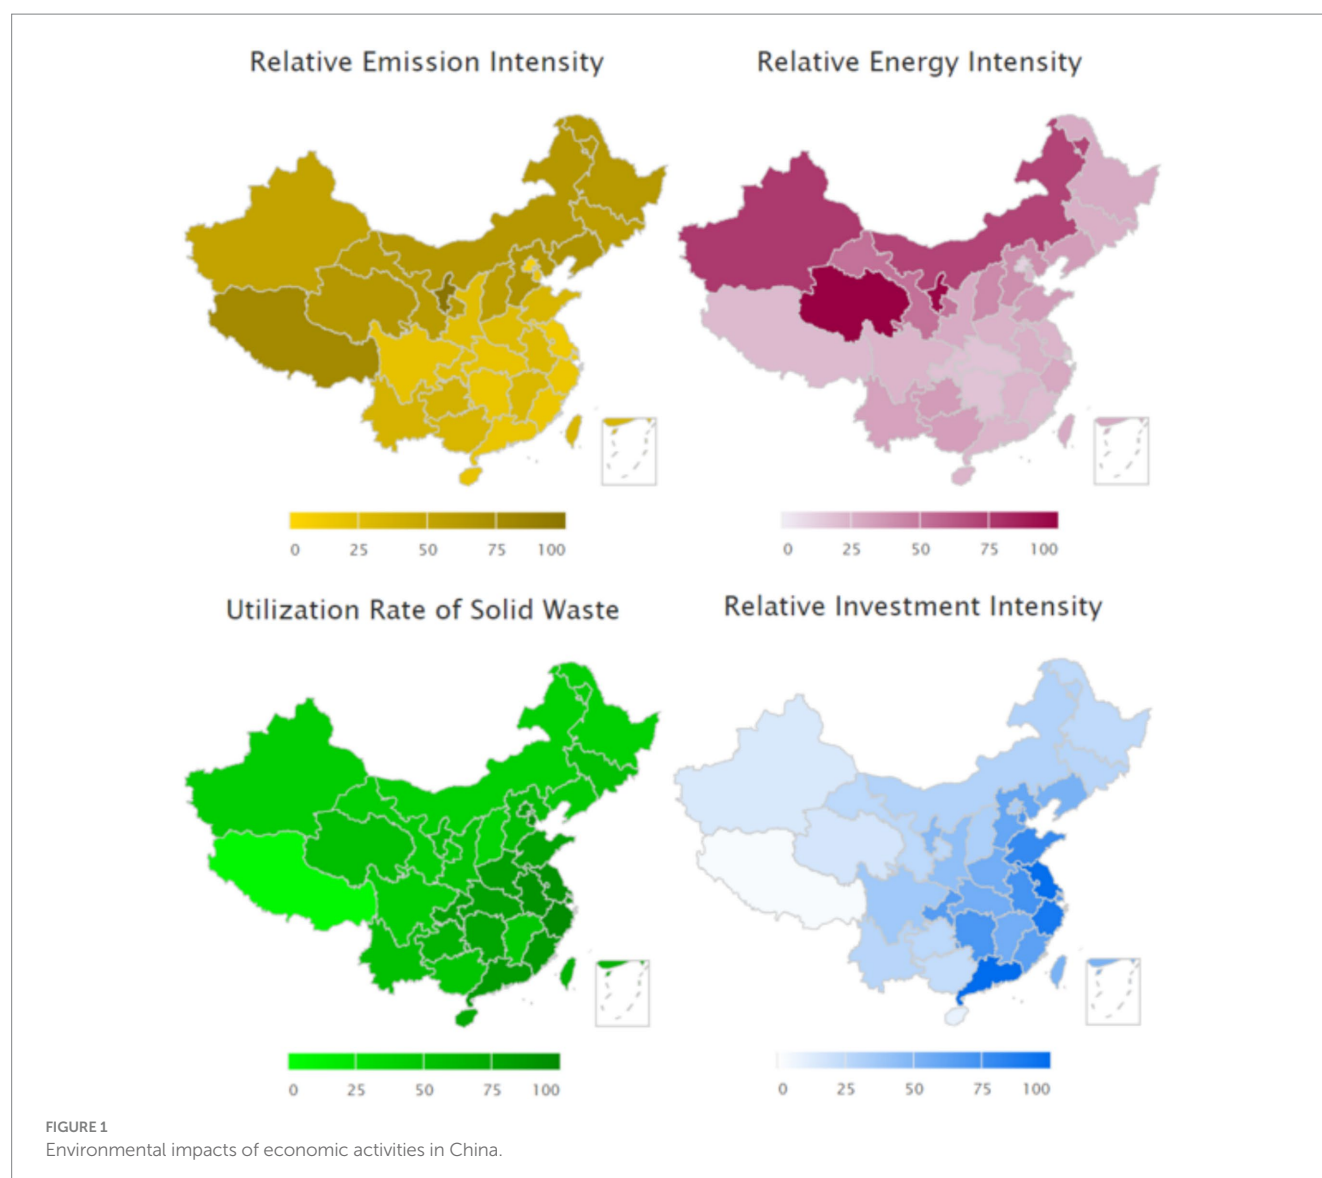 Relative Emission Intensity
Relative Energy Intensity
0 25 50 75 100
0 25 50 75 100
Utilization Rate of Solid Waste
Relative Investment Intensity
0 25 50 75 100
0 25 50 75 100
FIGURE 1
Environmental impacts of economic activities in China.